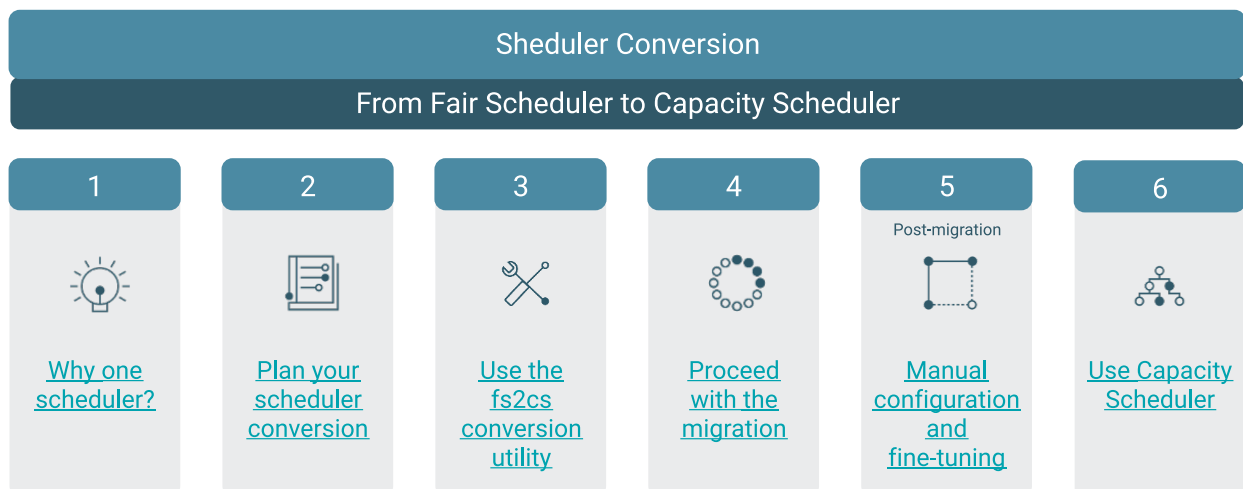 Sheduler Conversion
From Fair Scheduler to Capacity Scheduler
1
Why one
scheduler?
2
Plan your
scheduler
conversion
3
Use the
fs2cs
conversion
utility
4
Proceed
with the
migration
5
Post-migration
Manual
configuration
and
fine-tuning
6
Use Capacity
Scheduler